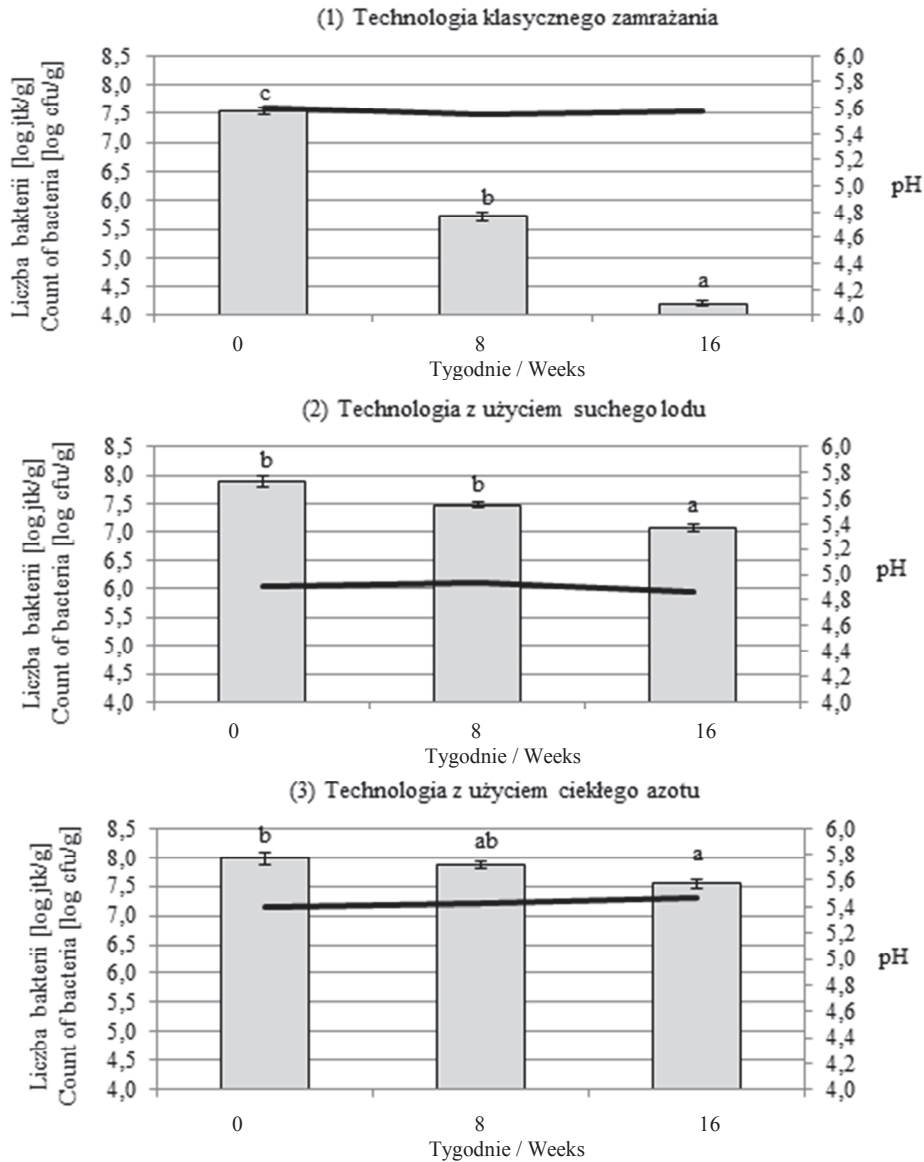 (1) Technologia klasycznego zamrażania
Liczba bakterii [log jtk/g]
Count of bacteria [log cfu/g]
8,5
8,0
7,5
7,0
6,5
6,0
5,5
5,0
4,5
4,0
c
b
a
6,0
5,8
5,6
5,4
5,2
5,0
4,8
4,6
4,4
4,2
4,0
pH
0 8 16
Tygodnie / Weeks
(2) Technologia z użyciem suchego lodu
Liczba bakterii [log jtk/g]
Count of bacteria [log cfu/g]
8,5
8,0
7,5
7,0
6,5
6,0
5,5
5,0
4,5
4,0
b
b
a
6,0
5,8
5,6
5,4
5,2
5,0
4,8
4,6
4,4
4,2
4,0
pH
0 8 16
Tygodnie / Weeks
(3) Technologia z użyciem ciekłego azotu
Liczba bakterii [log jtk/g]
Count of bacteria [log cfu/g]
8,5
8,0
7,5
7,0
6,5
6,0
5,5
5,0
4,5
4,0
b
ab
a
6,0
5,8
5,6
5,4
5,2
5,0
4,8
4,6
4,4
4,2
4,0
pH
0 8 16
Tygodnie / Weeks